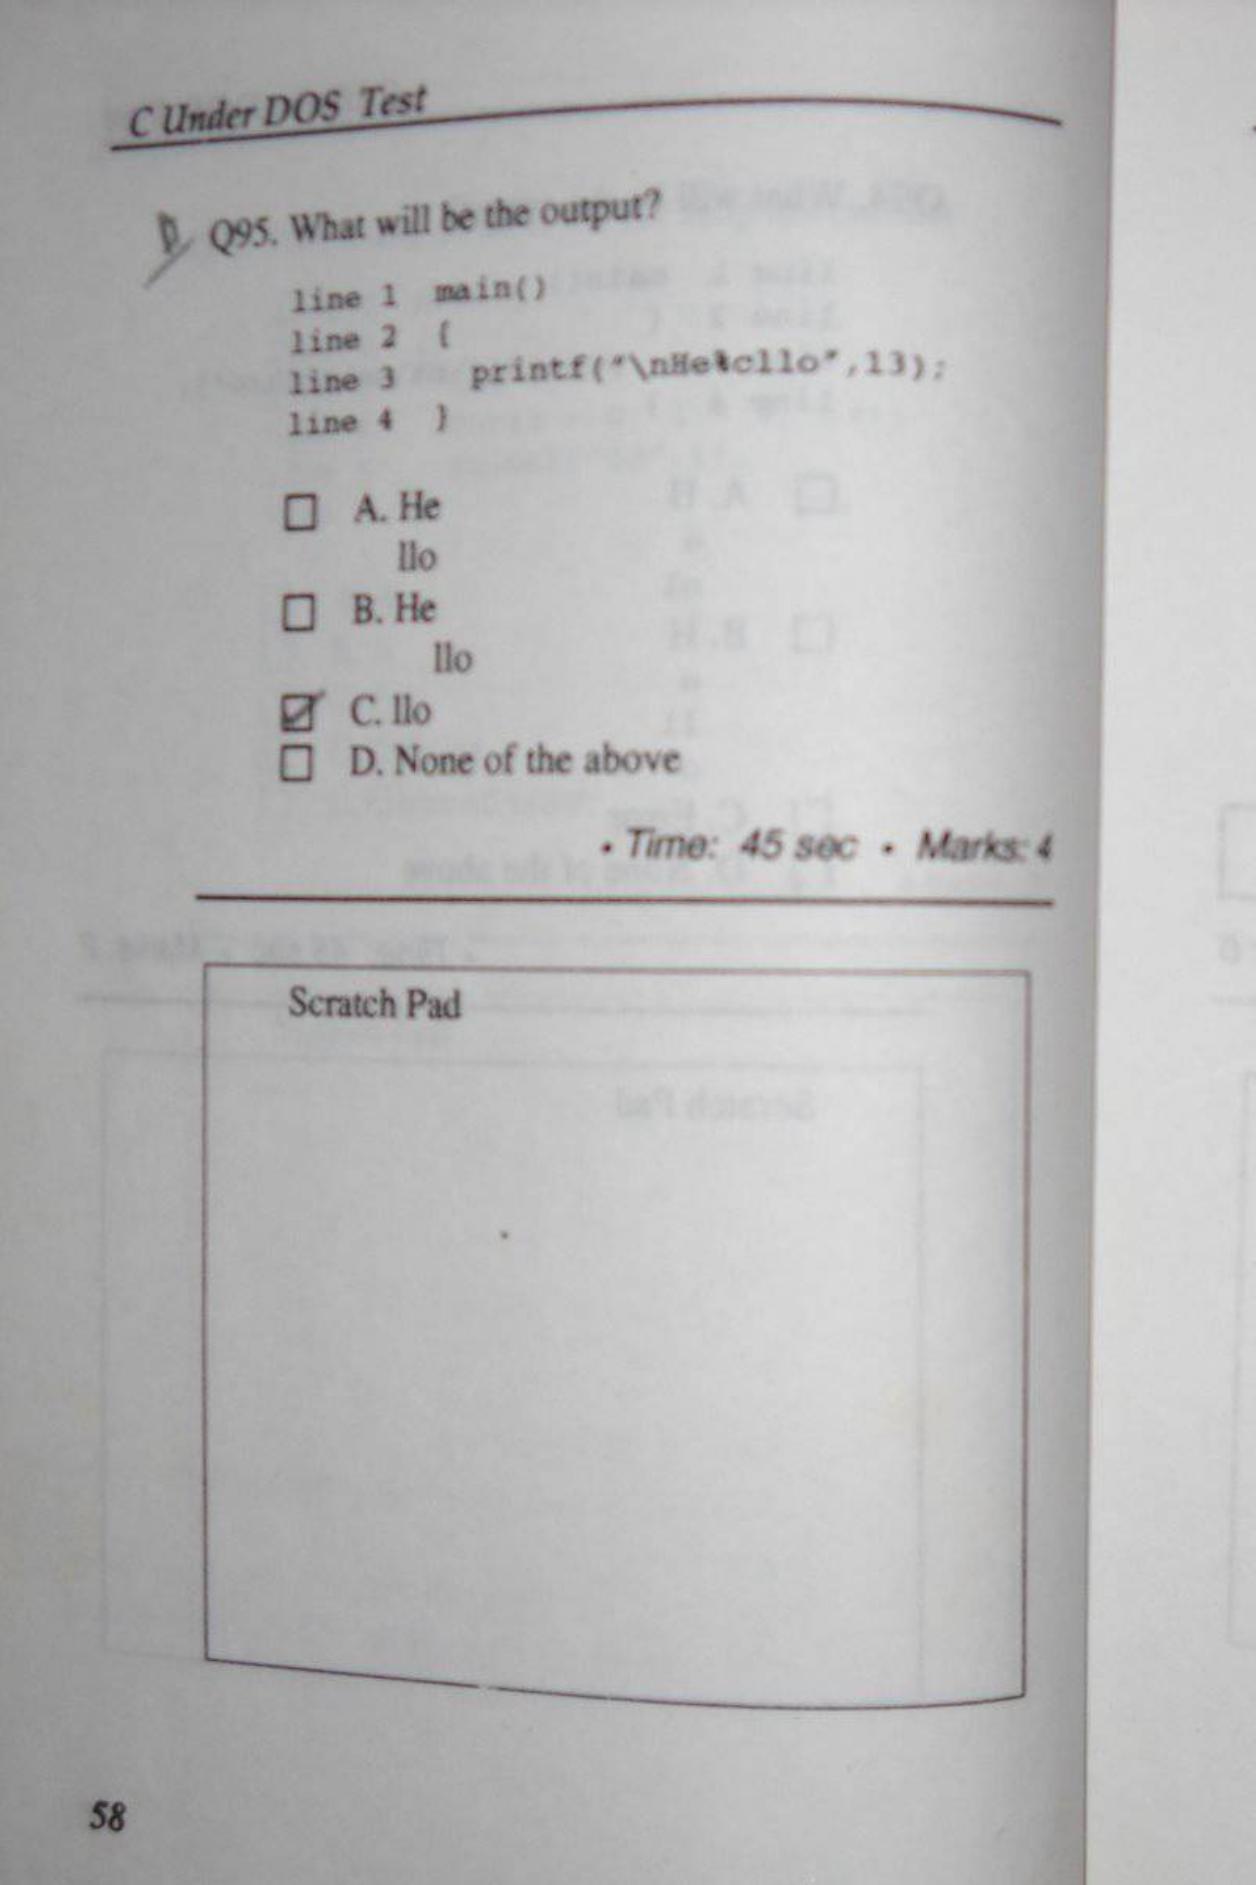 C Under DOS Test
Q95. What will be the output?
line 1 main()
line 2 {
line 3 printf("\nHe%cllo",13);
line 4 }
A. He
llo
B. He
llo
C. llo
D. None of the above
• Time: 45 sec • Marks: 4
Scratch Pad
58